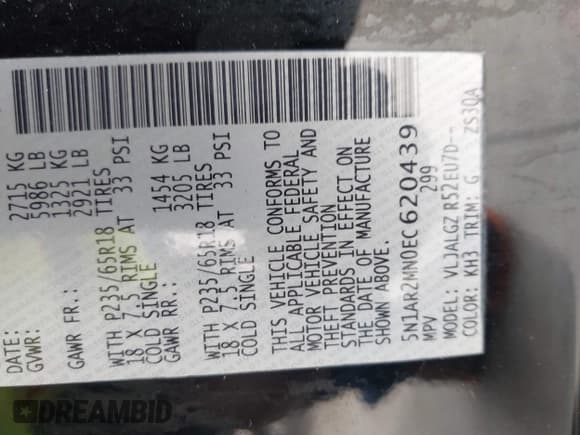 DATE:
GVWR: 2715 KG
5986 LB
GAWR FR.: 1325 KG
2921 LB
WITH P235/65R18 TIRES
18 X 7.5 RIMS AT 33 PSI
COLD SINGLE
GAWR RR.: 1454 KG
3205 LB
WITH P235/65R18 TIRES
18 X 7.5 RIMS AT 33 PSI
COLD SINGLE
THIS VEHICLE CONFORMS TO
ALL APPLICABLE FEDERAL
MOTOR VEHICLE SAFETY AND
THEFT PREVENTION
STANDARDS IN EFFECT ON
THE DATE OF MANUFACTURE
SHOWN ABOVE.
5N1AR2MN0EC620439
MPV 299
MODEL: VLJALGZ R52EU7D--
COLOR: KH3 TRIM: G ZS30A
DREAMBID